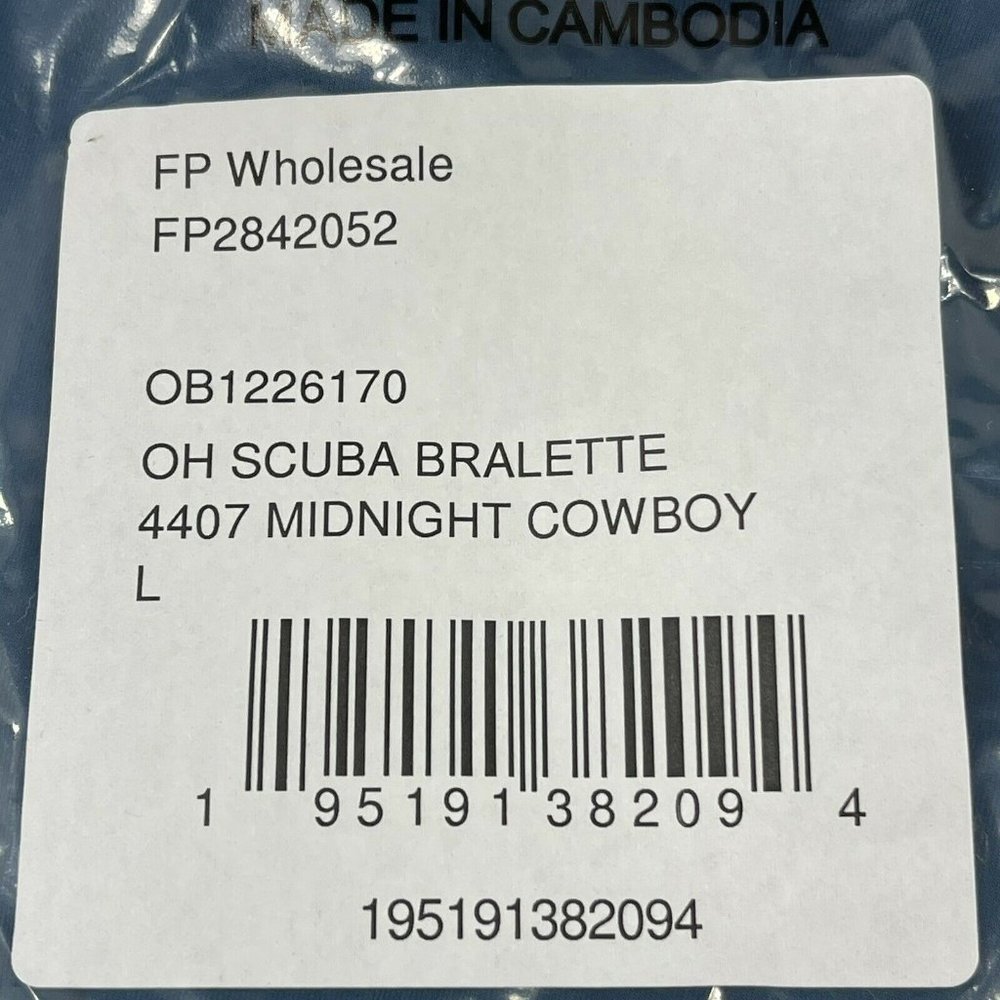 MADE IN CAMBODIA
FP Wholesale
FP2842052
OB1226170
OH SCUBA BRALETTE
4407 MIDNIGHT COWBOY
L
1 95191 38209 4
195191382094